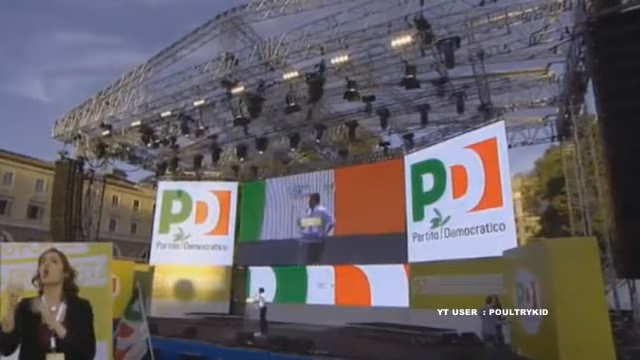 PD
Partito Democratico
PD
Partito Democratico
YT USER : POULTRYKID